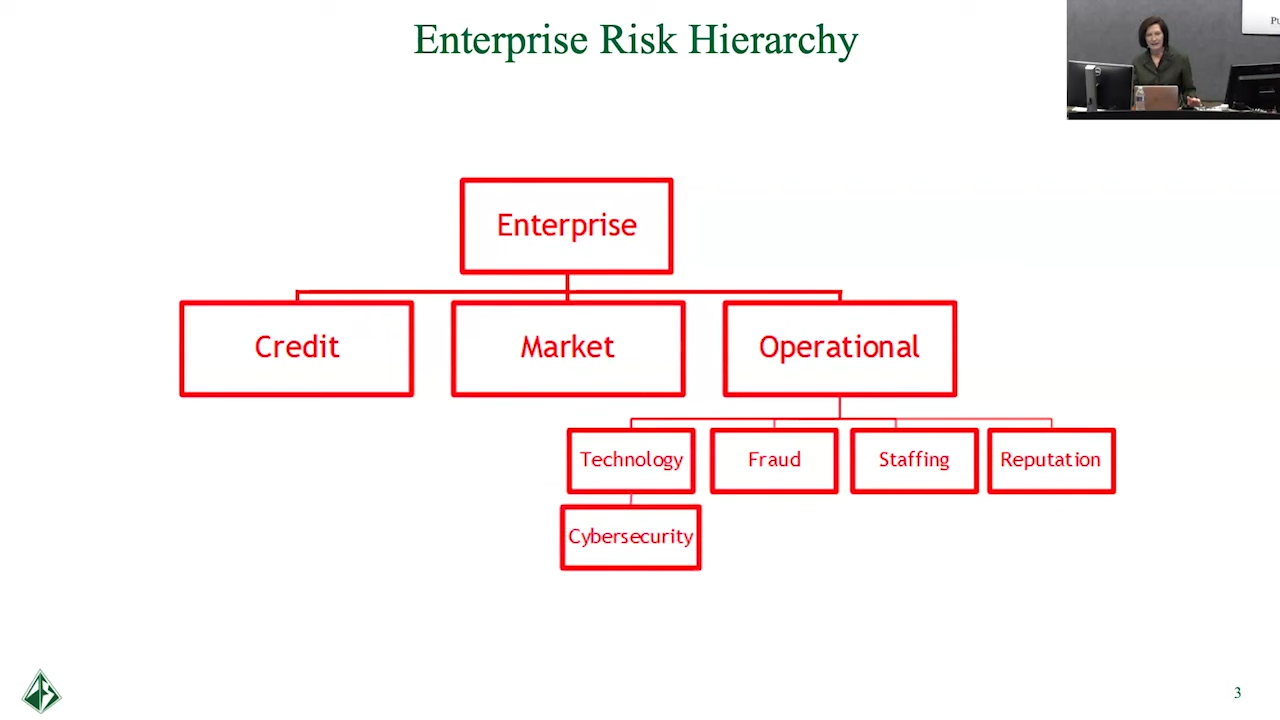 Enterprise Risk Hierarchy
Enterprise
Credit
Market
Operational
Technology
Fraud
Staffing
Reputation
Cybersecurity
3